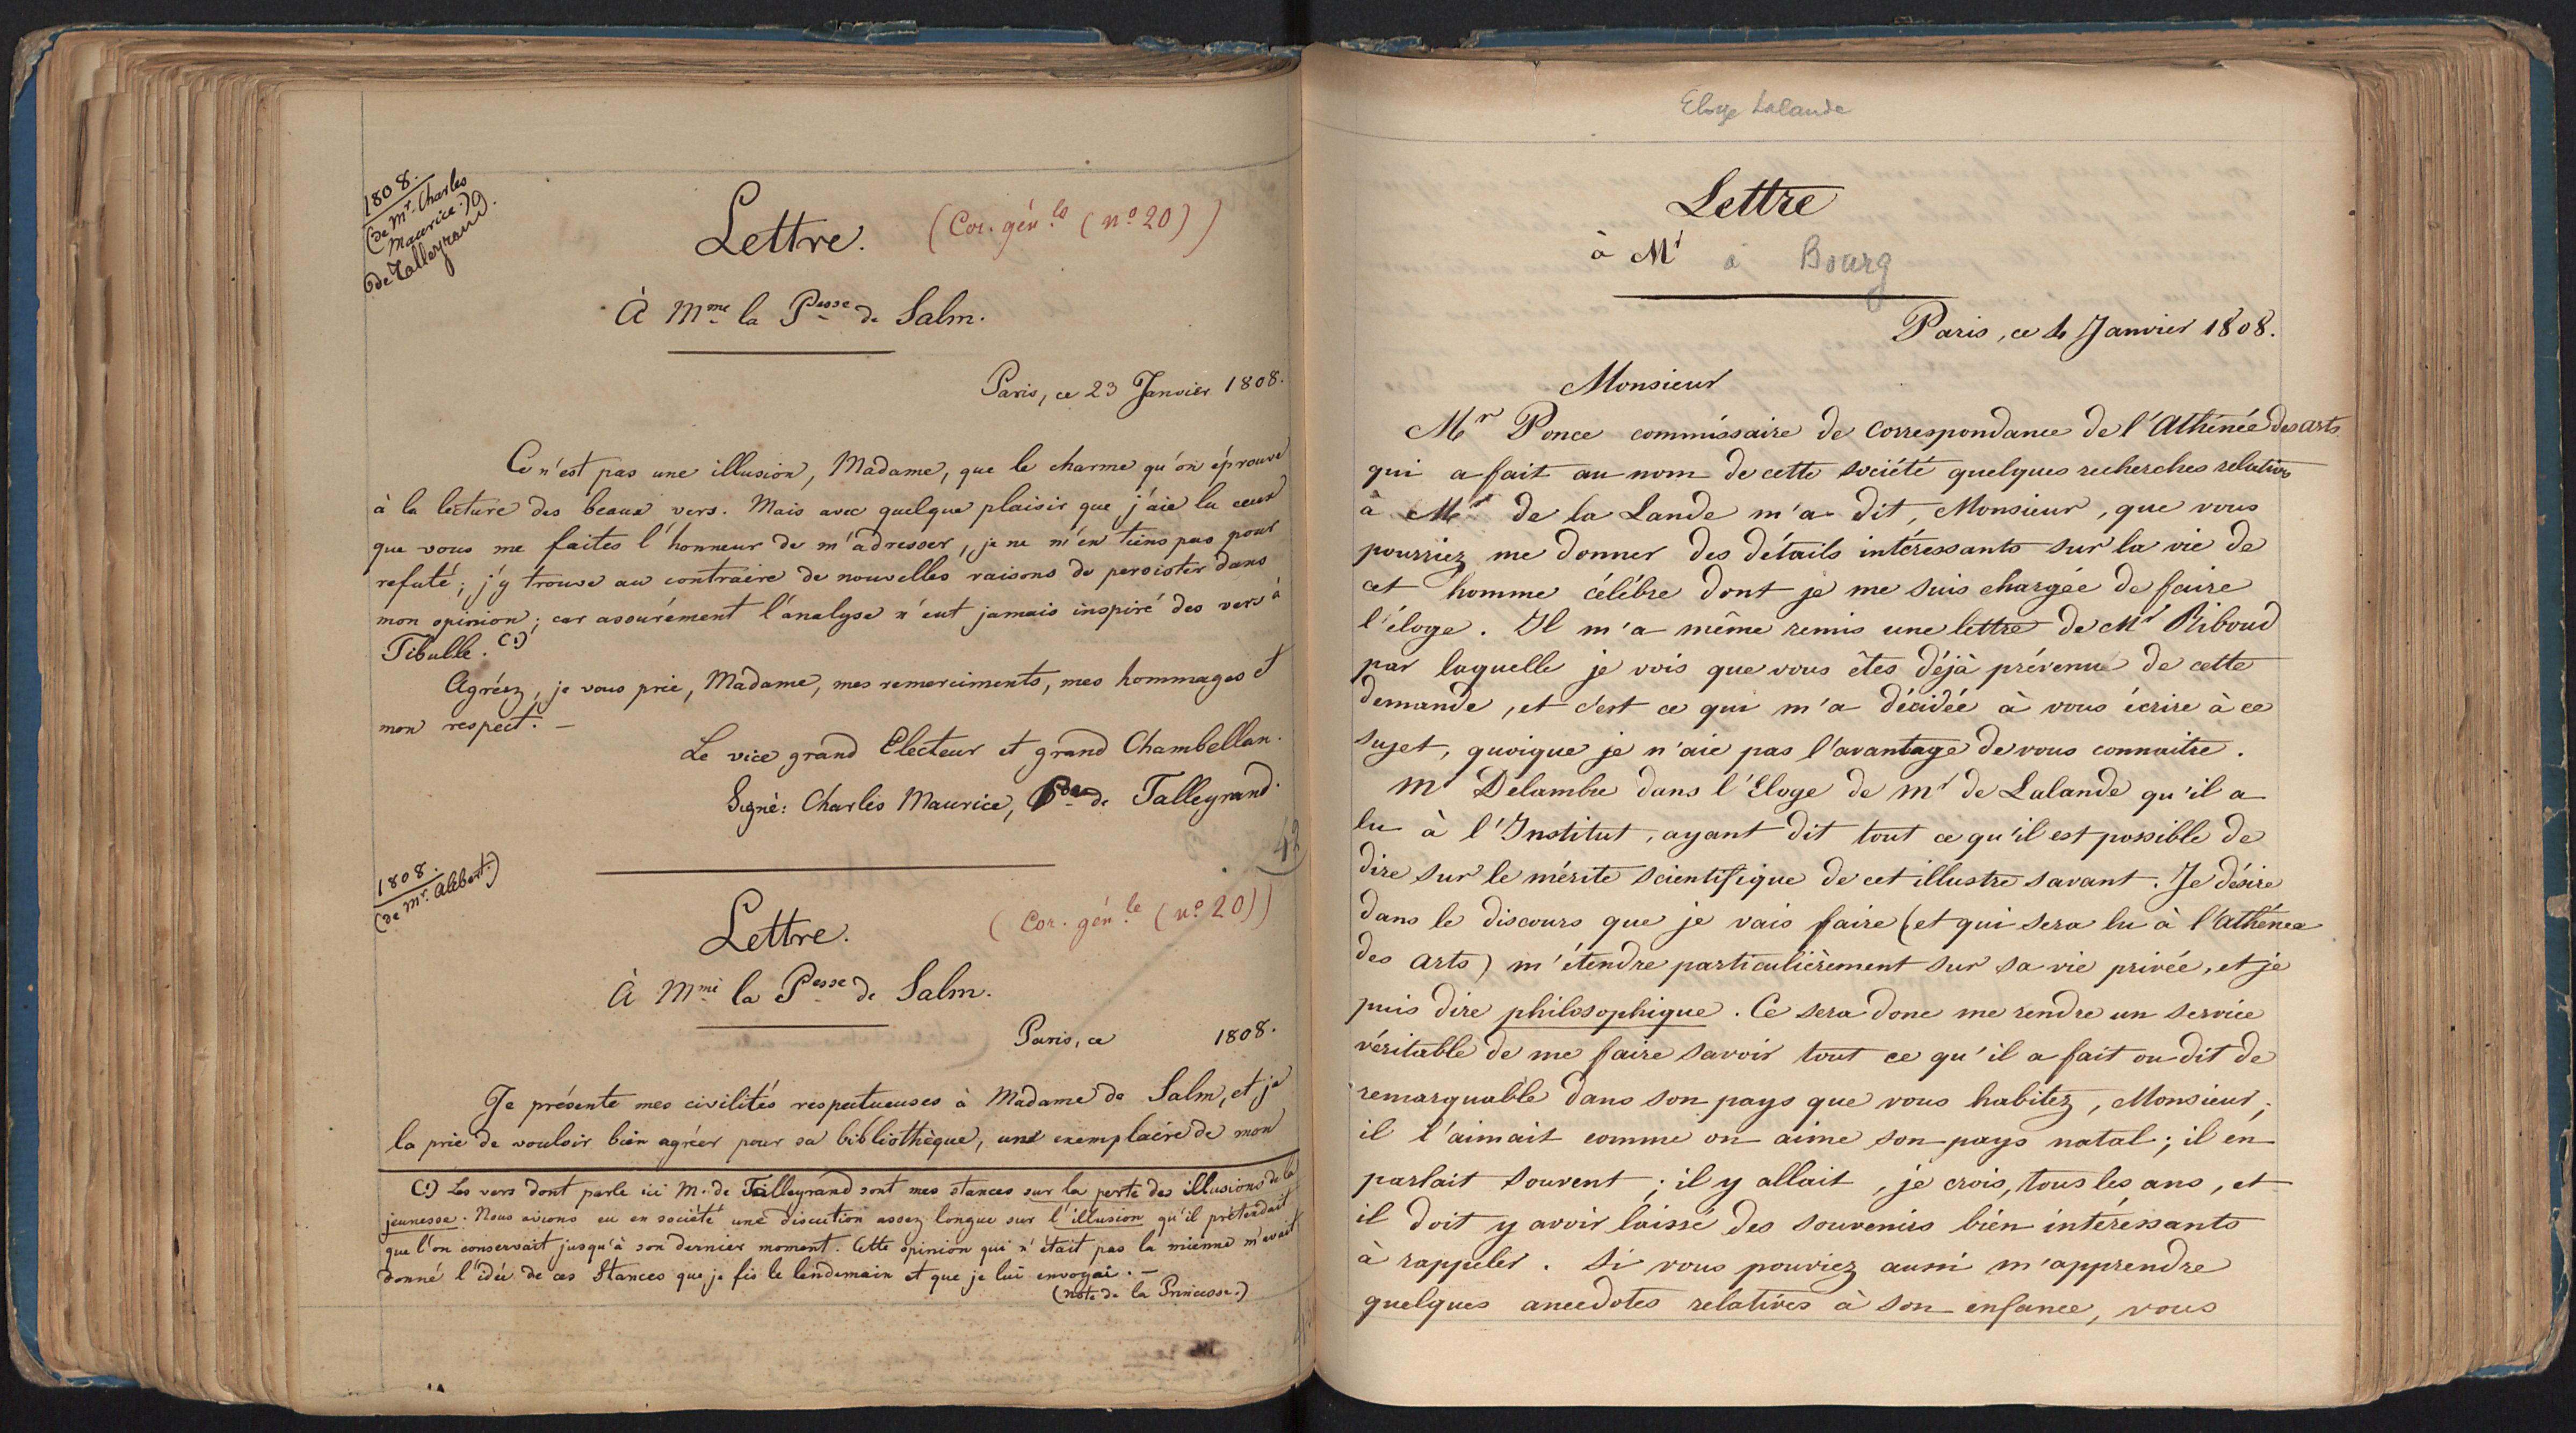 1808.
(de Mr. Charles
Maurice.)
de Talleyrand.
Lettre. (Cor. génle (no 20))
À Mme la Pesse de Salm.
Paris, ce 23 Janvier 1808.
Ce n'est pas une illusion, Madame, que le charme qu'on éprouve
à la lecture des beaux vers. Mais avec quelque plaisir que j'aie lu ceux
que vous me faites l'honneur de m'adresser, je ne m'en tiens pas pour
refuté; j'y trouve au contraire de nouvelles raisons de persister dans
mon opinion; car assurément l'analyse n'eut jamais inspiré des vers à
Tibulle. (1)
Agréez, je vous prie, Madame, mes remerciments, mes hommages et
mon respect. —
Le vice grand Electeur et grand Chambellan.
Signé: Charles Maurice, Pce de Talleyrand.
42
1808.
(de Mr. Alibert.)
Lettre. (Cor. génle (no 20))
À Mme la Pesse de Salm.
Paris, ce 1808.
Je présente mes civilités respectueuses à Madame de Salm, et je
la prie de vouloir bien agréer pour sa bibliothèque, un exemplaire de mon
(1) Les vers dont parle ici M. de Talleyrand sont mes stances sur la perte des illusions de la
jeunesse. Nous avions eu en société une discution assez longue sur l'illusion qu'il prétendait
que l'on conservait jusqu'à son dernier moment. Cette opinion qui n'était pas la mienne m'avait
donné l'idée de ces Stances que je fis le lendemain et que je lui envoyai. —
(note de la Princesse.)
Eloge Lalande
Lettre
à Mr à Bourg
Paris, ce 4 Janvier 1808.
Monsieur
Mr Ponce commissaire de correspondance de l'Athénée des arts
qui a fait au nom de cette société quelques recherches relatives
à Mr de la Lande m'a dit, Monsieur, que vous
pourriez me donner des détails intéressants sur la vie de
cet homme célébre dont je me suis chargée de faire
l'éloge. Il m'a même remis une lettre de Mr Riboud
par laquelle je vois que vous êtes déjà prévenu de cette
demande, et c'est ce qui m'a décidée à vous écrire à ce
sujet, quoique je n'aie pas l'avantage de vous connaitre.
Mr Delambre dans l'Eloge de Mr de Lalande qu'il a
lu à l'Institut, ayant dit tout ce qu'il est possible de
dire sur le mérite scientifique de cet illustre savant. Je désire
dans le discours que je vais faire (et qui sera lu à l'athénée
des arts) m'étendre particulièrement sur sa vie privée, et je
puis dire philosophique. Ce sera donc me rendre un service
véritable de me faire savoir tout ce qu'il a fait ou dit de
remarquable dans son pays que vous habitez, Monsieur;
il l'aimait comme on aime son pays natal; il en
parlait souvent; il y allait, je crois, tous les ans, et
il doit y avoir laissé des souvenirs bien intéressants
à rappeler. Si vous pouviez aussi m'apprendre
quelques anecdotes relatives à son enfance, vous